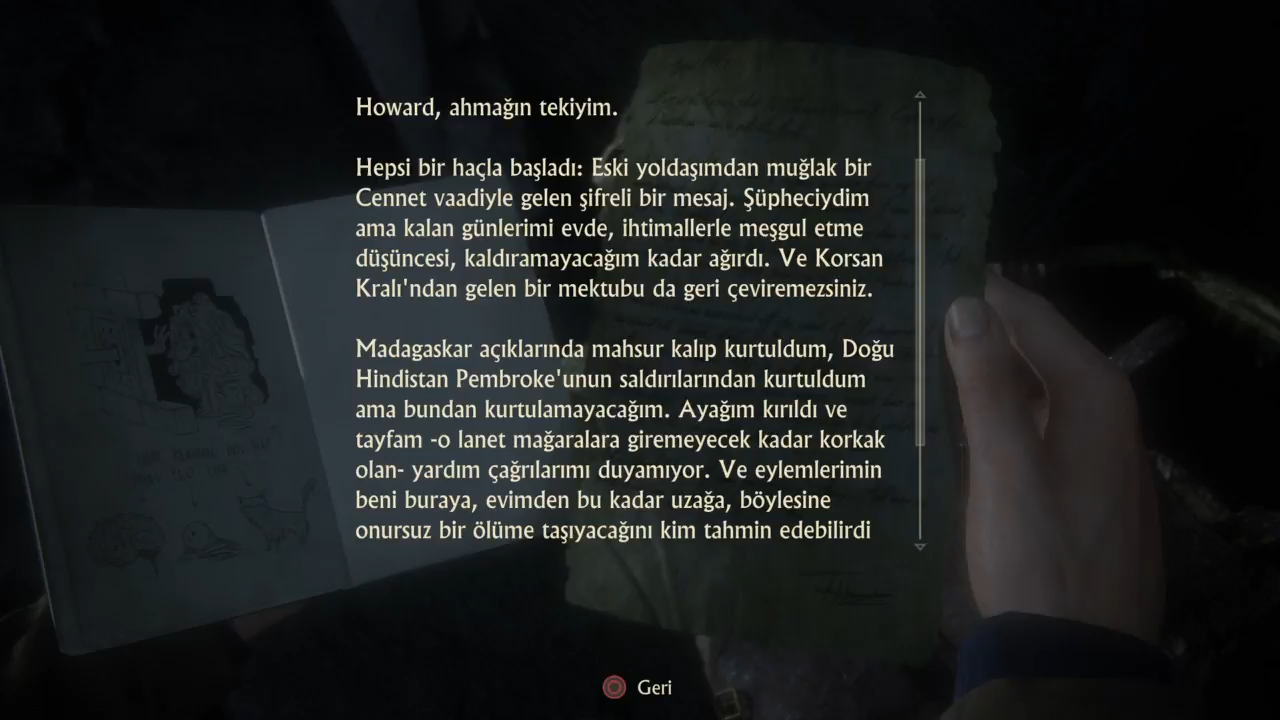 Howard, ahmağın tekiyim.
Hepsi bir haçla başladı: Eski yoldaşımdan muğlak bir
Cennet vaadiyle gelen şifreli bir mesaj. Şüpheciydim
ama kalan günlerimi evde, ihtimallerle meşgul etme
düşüncesi, kaldıramayacağım kadar ağırdı. Ve Korsan
Kralı'ndan gelen bir mektubu da geri çeviremezsiniz.
Madagaskar açıklarında mahsur kalıp kurtuldum, Doğu
Hindistan Pembroke'unun saldırılarından kurtuldum
ama bundan kurtulamayacağım. Ayağım kırıldı ve
tayfam -o lanet mağaralara giremeyecek kadar korkak
olan- yardım çağrılarımı duyamıyor. Ve eylemlerimin
beni buraya, evimden bu kadar uzağa, böylesine
onursuz bir ölüme taşıyacağını kim tahmin edebilirdi
Geri